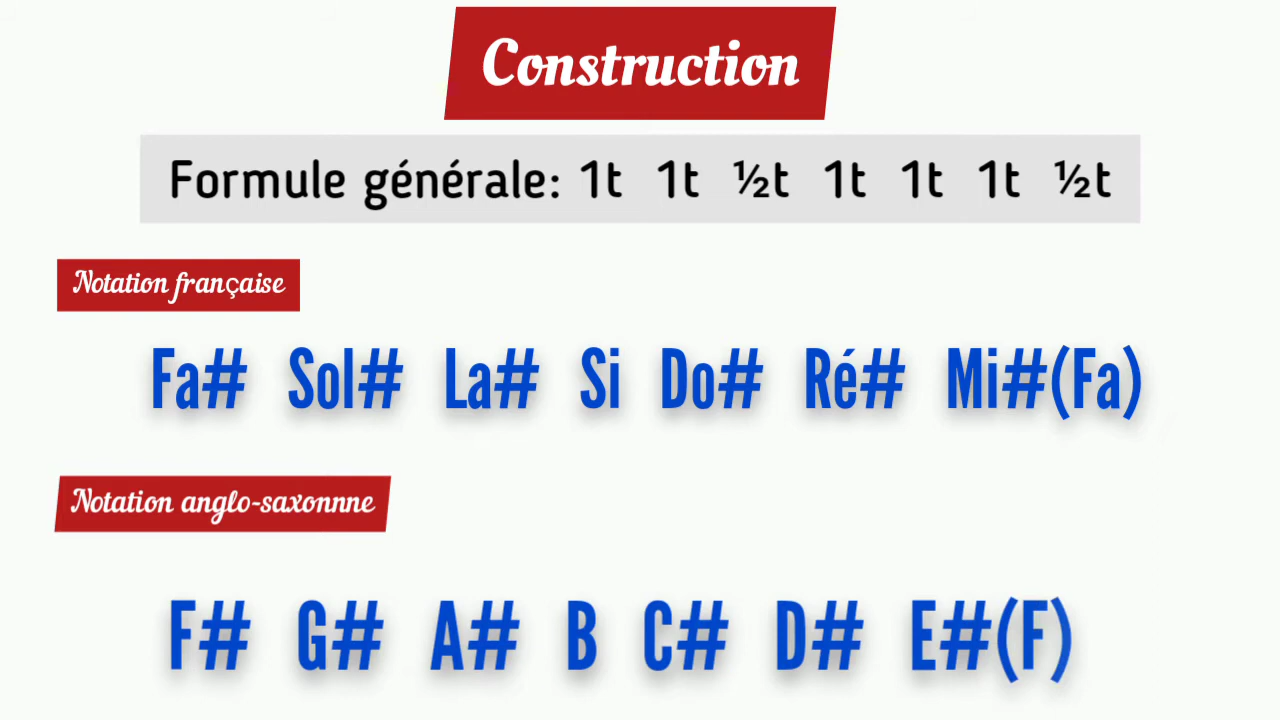 Construction
Formule générale: 1t 1t ½t 1t 1t 1t ½t
Notation française
Fa# Sol# La# Si Do# Ré# Mi#(Fa)
Notation anglo-saxonnne
F# G# A# B C# D# E#(F)